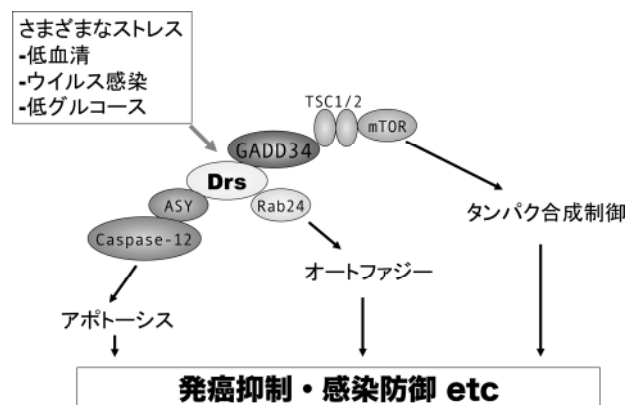 さまざまなストレス
-低血清
-ウイルス感染
-低グルコース
TSC1/2
mTOR
GADD34
Drs
ASY
Rab24
Caspase-12
タンパク合成制御
オートファジー
アポトーシス
発癌抑制・感染防御 etc